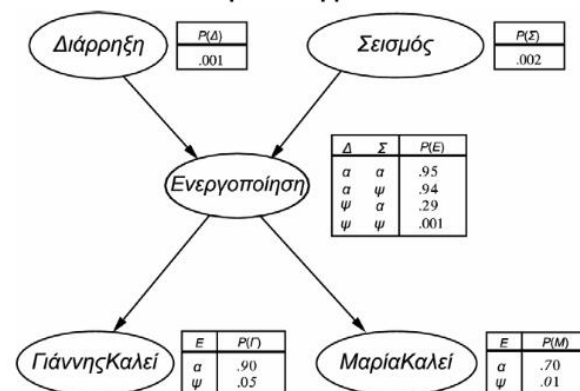 Διάρρηξη
P(Δ)
.001
Σεισμός
P(Σ)
.002
Ενεργοποίηση
Δ Σ P(E)
α α .95
α ψ .94
ψ α .29
ψ ψ .001
ΓιάννηςΚαλεί
E P(Γ)
α .90
ψ .05
ΜαρίαΚαλεί
E P(M)
α .70
ψ .01